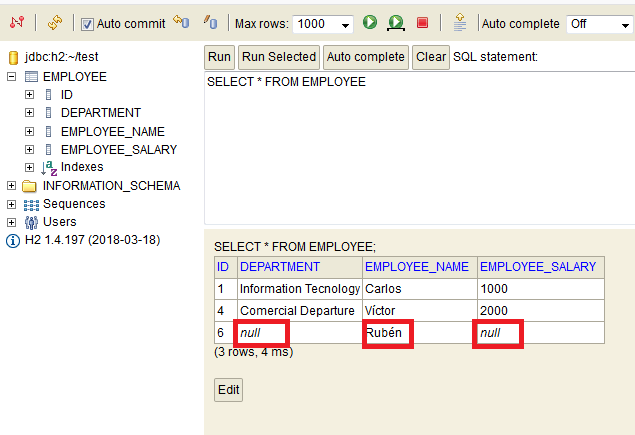 Auto commit Max rows: 1000 Auto complete Off
jdbc:h2:~/test
EMPLOYEE
ID
DEPARTMENT
EMPLOYEE_NAME
EMPLOYEE_SALARY
Indexes
INFORMATION_SCHEMA
Sequences
Users
H2 1.4.197 (2018-03-18)
Run Run Selected Auto complete Clear SQL statement:
SELECT * FROM EMPLOYEE
SELECT * FROM EMPLOYEE;
ID DEPARTMENT EMPLOYEE_NAME EMPLOYEE_SALARY
1 Information Tecnology Carlos 1000
4 Comercial Departure Víctor 2000
6 null Rubén null
(3 rows, 4 ms)
Edit